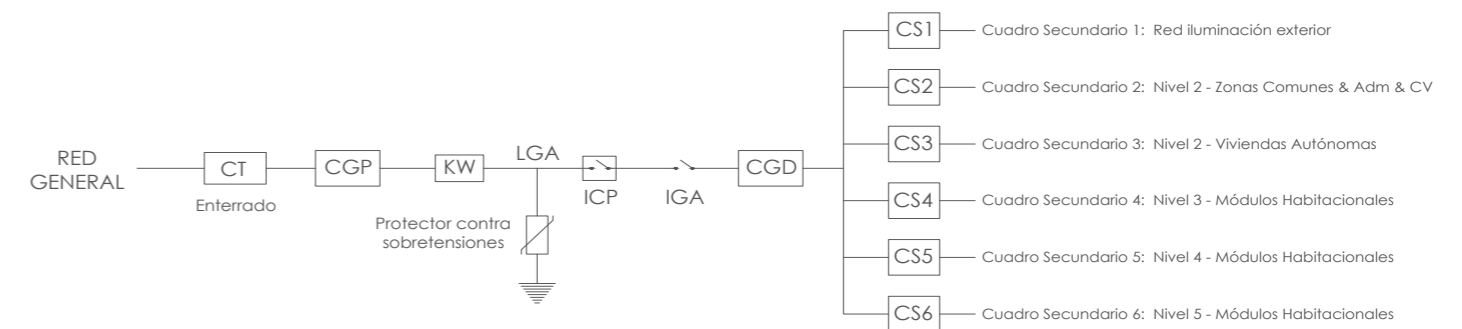 RED
GENERAL
CT
Enterrado
CGP
KW
LGA
Protector contra
sobretensiones
ICP
IGA
CGD
CS1 Cuadro Secundario 1: Red iluminación exterior
CS2 Cuadro Secundario 2: Nivel 2 - Zonas Comunes & Adm & CV
CS3 Cuadro Secundario 3: Nivel 2 - Viviendas Autónomas
CS4 Cuadro Secundario 4: Nivel 3 - Módulos Habitacionales
CS5 Cuadro Secundario 5: Nivel 4 - Módulos Habitacionales
CS6 Cuadro Secundario 6: Nivel 5 - Módulos Habitacionales